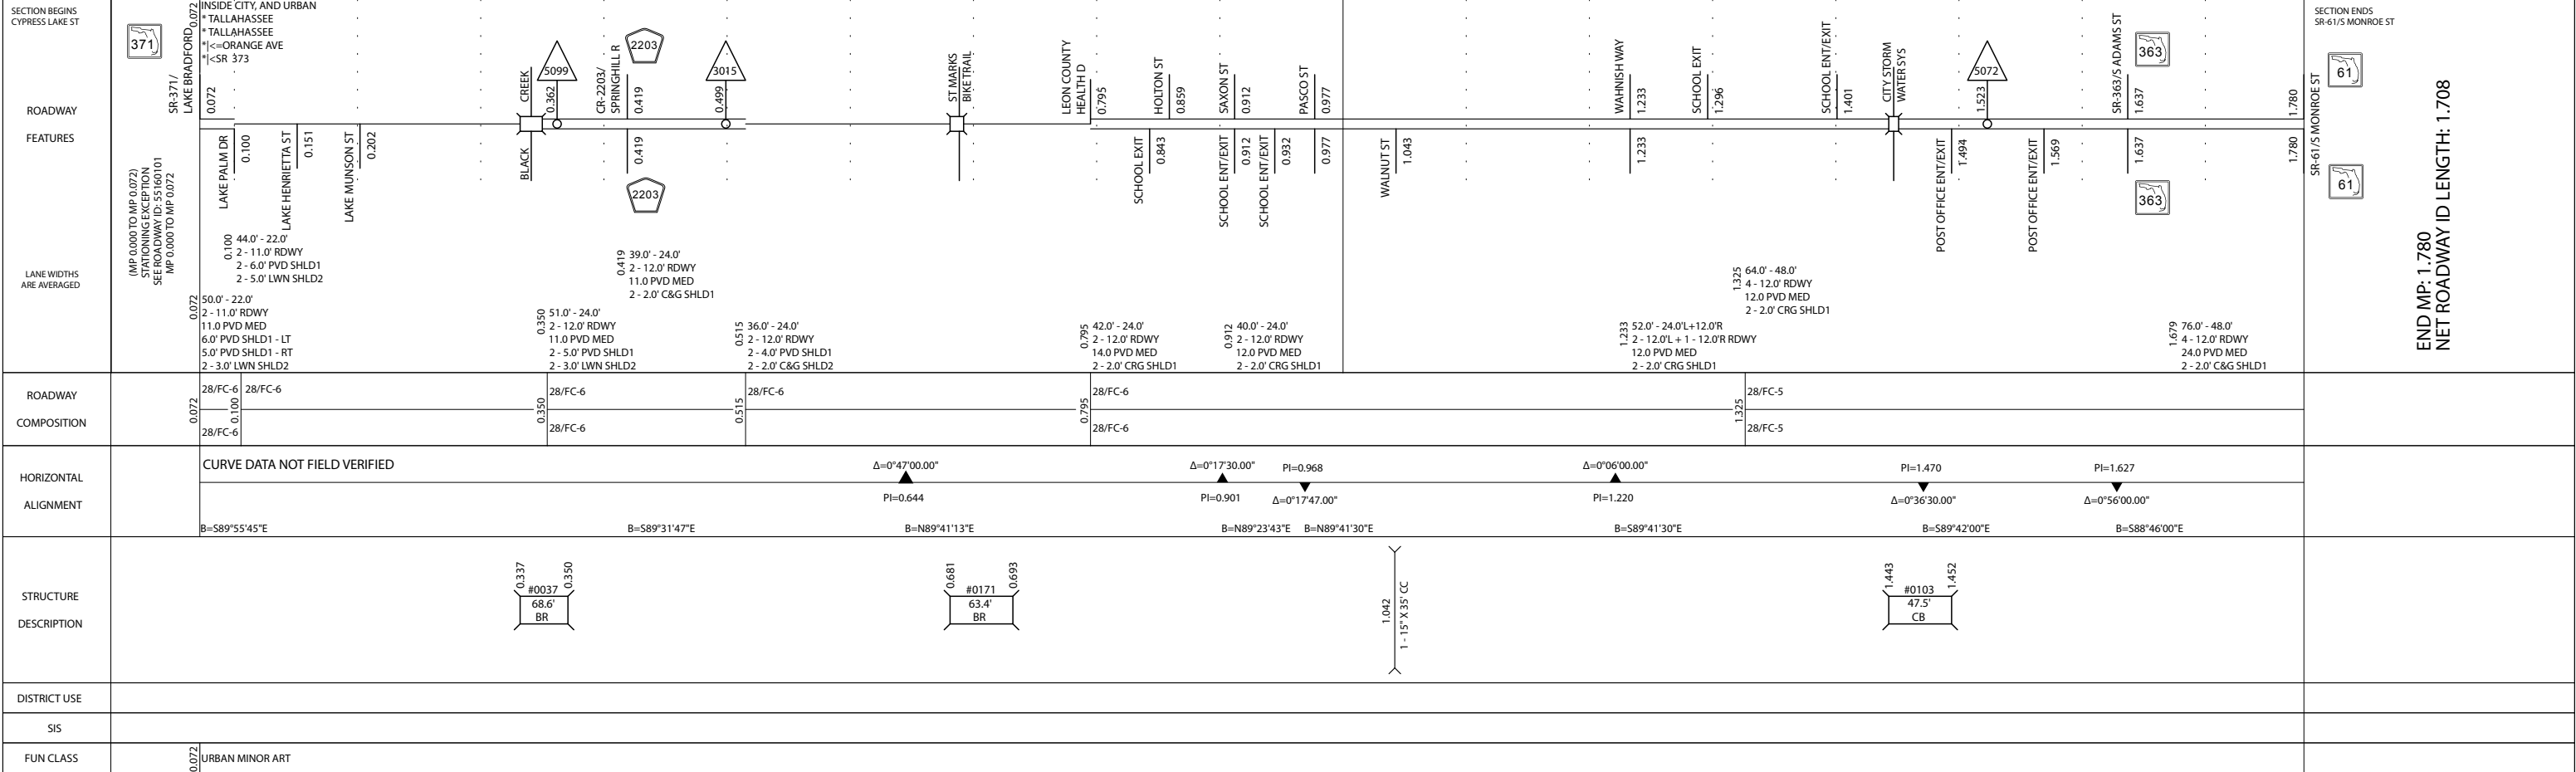 SECTION BEGINS
CYPRESS LAKE ST
371
SR-371/
LAKE BRADFORD
0.072
0.072
INSIDE CITY, AND URBAN
* TALLAHASSEE
* TALLAHASSEE
*|<=ORANGE AVE
*|<SR 373
CREEK
5099
0.362
CR-2203/
SPRINGHILL R
0.419
2203
3015
0.499
ST MARKS
BIKE TRAIL
LEON COUNTY
HEALTH D
0.795
HOLTON ST
0.859
SAXON ST
0.912
PASCO ST
0.977
WAHNISH WAY
1.233
SCHOOL EXIT
1.296
SCHOOL ENT/EXIT
1.401
CITY STORM
WATER SYS
5072
1.523
SR-363/S ADAMS ST
1.637
363
1.780
SECTION ENDS
SR-61/S MONROE ST
61
SR-61/S MONROE ST
61
END MP: 1.780
NET ROADWAY ID LENGTH: 1.708
ROADWAY
FEATURES
(MP 0.000 TO MP 0.072)
STATIONING EXCEPTION
SEE ROADWAY ID: 55160101
MP 0.000 TO MP 0.072
LAKE PALM DR
0.100
LAKE HENRIETTA ST
0.151
LAKE MUNSON ST
0.202
BLACK
0.419
2203
SCHOOL EXIT
0.843
SCHOOL ENT/EXIT
0.912
SCHOOL ENT/EXIT
0.932
0.977
WALNUT ST
1.043
1.233
POST OFFICE ENT/EXIT
1.494
POST OFFICE ENT/EXIT
1.569
1.637
363
1.780
LANE WIDTHS
ARE AVERAGED
0.100
44.0' - 22.0'
2 - 11.0' RDWY
2 - 6.0' PVD SHLD1
2 - 5.0' LWN SHLD2
0.419
39.0' - 24.0'
2 - 12.0' RDWY
11.0 PVD MED
2 - 2.0' C&G SHLD1
1.325
64.0' - 48.0'
4 - 12.0' RDWY
12.0 PVD MED
2 - 2.0' CRG SHLD1
0.072
50.0' - 22.0'
2 - 11.0' RDWY
11.0 PVD MED
6.0' PVD SHLD1 - LT
5.0' PVD SHLD1 - RT
2 - 3.0' LWN SHLD2
0.350
51.0' - 24.0'
2 - 12.0' RDWY
11.0 PVD MED
2 - 5.0' PVD SHLD1
2 - 3.0' LWN SHLD2
0.515
36.0' - 24.0'
2 - 12.0' RDWY
2 - 4.0' PVD SHLD1
2 - 2.0' C&G SHLD2
0.795
42.0' - 24.0'
2 - 12.0' RDWY
14.0 PVD MED
2 - 2.0' CRG SHLD1
0.912
40.0' - 24.0'
2 - 12.0' RDWY
12.0 PVD MED
2 - 2.0' CRG SHLD1
1.233
52.0' - 24.0'L+12.0'R
2 - 12.0'L + 1 - 12.0'R RDWY
12.0 PVD MED
2 - 2.0' CRG SHLD1
1.679
76.0' - 48.0'
4 - 12.0' RDWY
24.0 PVD MED
2 - 2.0' C&G SHLD1
ROADWAY
COMPOSITION
0.072
28/FC-6
28/FC-6
0.100
28/FC-6
0.350
28/FC-6
28/FC-6
0.515
28/FC-6
0.795
28/FC-6
28/FC-6
1.325
28/FC-5
28/FC-5
HORIZONTAL
ALIGNMENT
CURVE DATA NOT FIELD VERIFIED
Δ=0°47'00.00"
PI=0.644
Δ=0°17'30.00"
PI=0.901
PI=0.968
Δ=0°17'47.00"
Δ=0°06'00.00"
PI=1.220
PI=1.470
Δ=0°36'30.00"
PI=1.627
Δ=0°56'00.00"
B=S89°55'45"E
B=S89°31'47"E
B=N89°41'13"E
B=N89°23'43"E
B=N89°41'30"E
B=S89°41'30"E
B=S89°42'00"E
B=S88°46'00"E
STRUCTURE
DESCRIPTION
0.337
0.350
#0037
68.6'
BR
0.681
0.693
#0171
63.4'
BR
1.042
1 - 15" X 35' CC
1.443
1.452
#0103
47.5'
CB
DISTRICT USE
SIS
FUN CLASS
0.072
URBAN MINOR ART